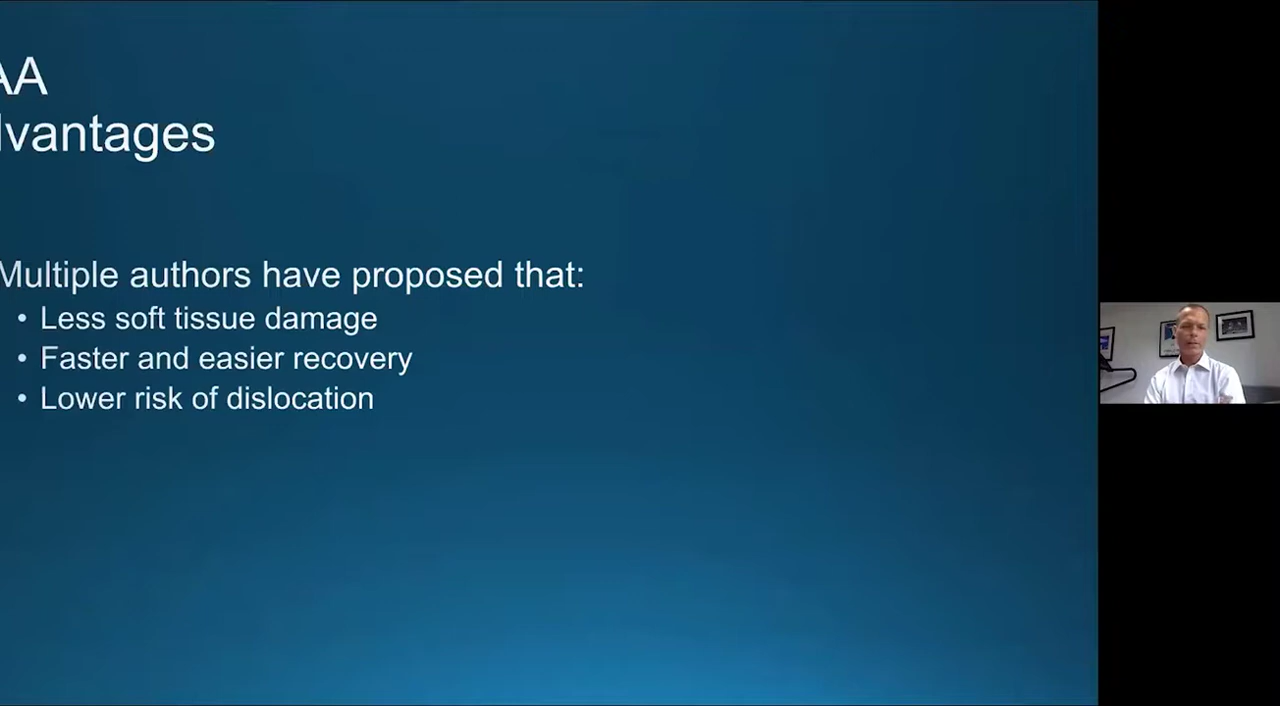 AA
dvantages
Multiple authors have proposed that:
• Less soft tissue damage
• Faster and easier recovery
• Lower risk of dislocation